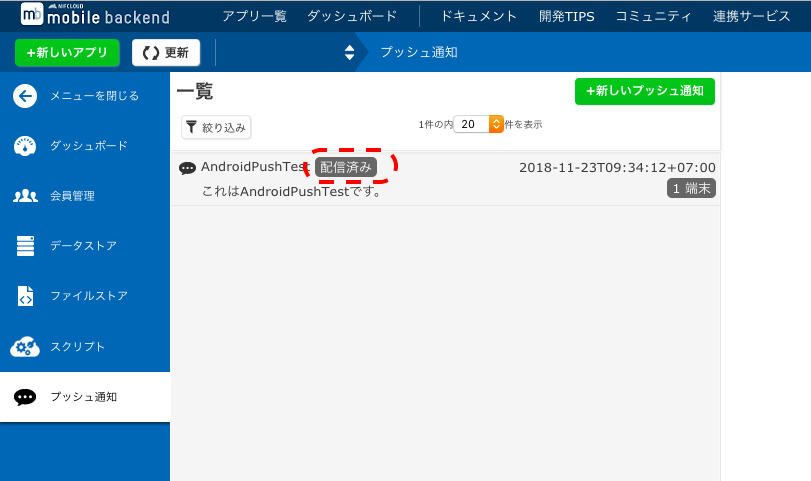 NIFCLOUD
mb mobile backend アプリ一覧 ダッシュボード ドキュメント 開発TIPS コミュニティ 連携サービス
+新しいアプリ 更新 プッシュ通知
メニューを閉じる
ダッシュボード
会員管理
データストア
ファイルストア
スクリプト
プッシュ通知
一覧 +新しいプッシュ通知
絞り込み 1件の内 20 件を表示
AndroidPushTest 配信済み 2018-11-23T09:34:12+07:00
これはAndroidPushTestです。 1 端末